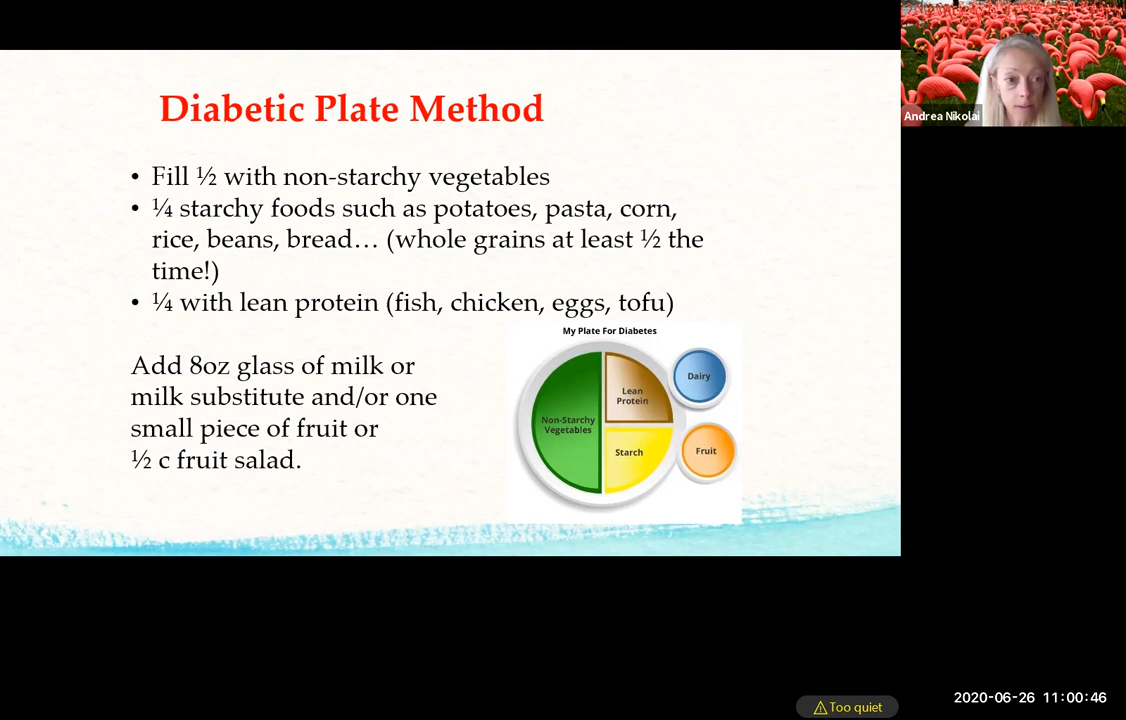 Diabetic Plate Method
• Fill ½ with non-starchy vegetables
• ¼ starchy foods such as potatoes, pasta, corn,
rice, beans, bread… (whole grains at least ½ the
time!)
• ¼ with lean protein (fish, chicken, eggs, tofu)
Add 8oz glass of milk or
milk substitute and/or one
small piece of fruit or
½ c fruit salad.
My Plate For Diabetes
Non-Starchy
Vegetables
Lean
Protein
Starch
Dairy
Fruit
Andrea Nikolai
Too quiet
2020-06-26 11:00:46